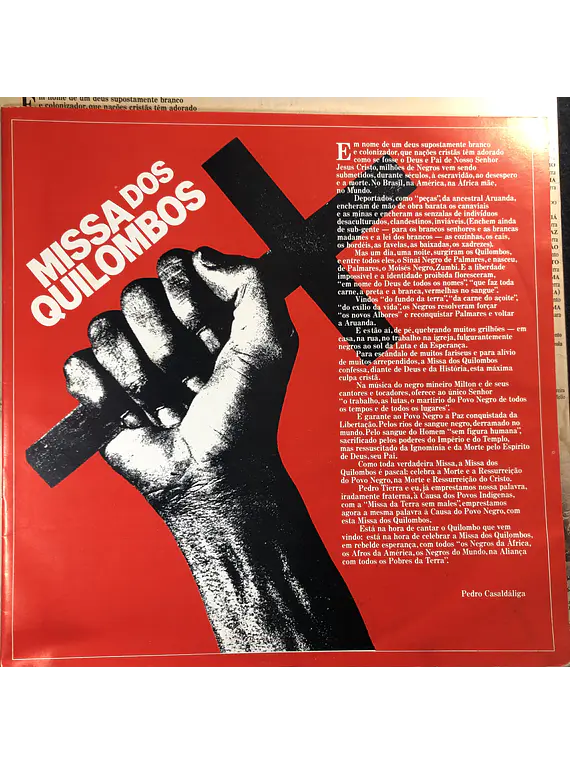 m nome de um deus supostamente branco
e colonizador, que nações cristãs têm adorado
MISSA DOS
QUILOMBOS
Em nome de um deus supostamente branco
e colonizador, que nações cristãs têm adorado
como se fosse o Deus e Pai de Nosso Senhor
Jesus Cristo, milhões de Negros vem sendo
submetidos, durante séculos, à escravidão, ao desespero
e a morte. No Brasil, na América, na África mãe,
no Mundo.
Deportados, como "peças", da ancestral Aruanda,
encheram de mão de obra barata os canaviais
e as minas e encheram as senzalas de indivíduos
desaculturados, clandestinos, inviáveis. (Enchem ainda
de sub-gente — para os brancos senhores e as brancas
madames e a lei dos brancos — as cozinhas, os cais,
os bordéis, as favelas, as baixadas, os xadrezes).
Mas um dia, uma noite, surgiram os Quilombos,
e entre todos eles, o Sinai Negro de Palmares, e nasceu,
de Palmares, o Moisés Negro, Zumbi. E a liberdade
impossível e a identidade proibida floresceram,
"em nome do Deus de todos os nomes", "que faz toda
carne, a preta e a branca, vermelhas no sangue".
Vindos "do fundo da terra", "da carne do açoite",
"do exílio da vida", os Negros resolveram forçar
"os novos Albores" e reconquistar Palmares e voltar
a Aruanda.
E estão aí, de pé, quebrando muitos grilhões — em
casa, na rua, no trabalho na igreja, fulgurantemente
negros ao sol da Luta e da Esperança.
Para escândalo de muitos fariseus e para alívio
de muitos arrependidos, a Missa dos Quilombos
confessa, diante de Deus e da História, esta máxima
culpa cristã.
Na música do negro mineiro Milton e de seus
cantores e tocadores, oferece ao único Senhor
"o trabalho, as lutas, o martírio do Povo Negro de todos
os tempos e de todos os lugares".
E garante ao Povo Negro a Paz conquistada da
Libertação. Pelos rios de sangue negro, derramado no
mundo. Pelo sangue do Homem "sem figura humana",
sacrificado pelos poderes do Império e do Templo,
mas ressuscitado da Ignomínia e da Morte pelo Espírito
de Deus, seu Pai.
Como toda verdadeira Missa, a Missa dos
Quilombos é pascal: celebra a Morte e a Ressurreição
do Povo Negro, na Morte e Ressurreição do Cristo.
Pedro Tierra e eu, já emprestamos nossa palavra,
iradamente fraterna, à Causa dos Povos Indígenas,
com a "Missa da Terra sem males", emprestamos
agora a mesma palavra à Causa do Povo Negro, com
esta Missa dos Quilombos.
Está na hora de cantar o Quilombo que vem
vindo: está na hora de celebrar a Missa dos Quilombos,
em rebelde esperança, com todos "os Negros da África,
os Afros da América, os Negros do Mundo, na Aliança
com todos os Pobres da Terra".
Pedro Casaldáliga